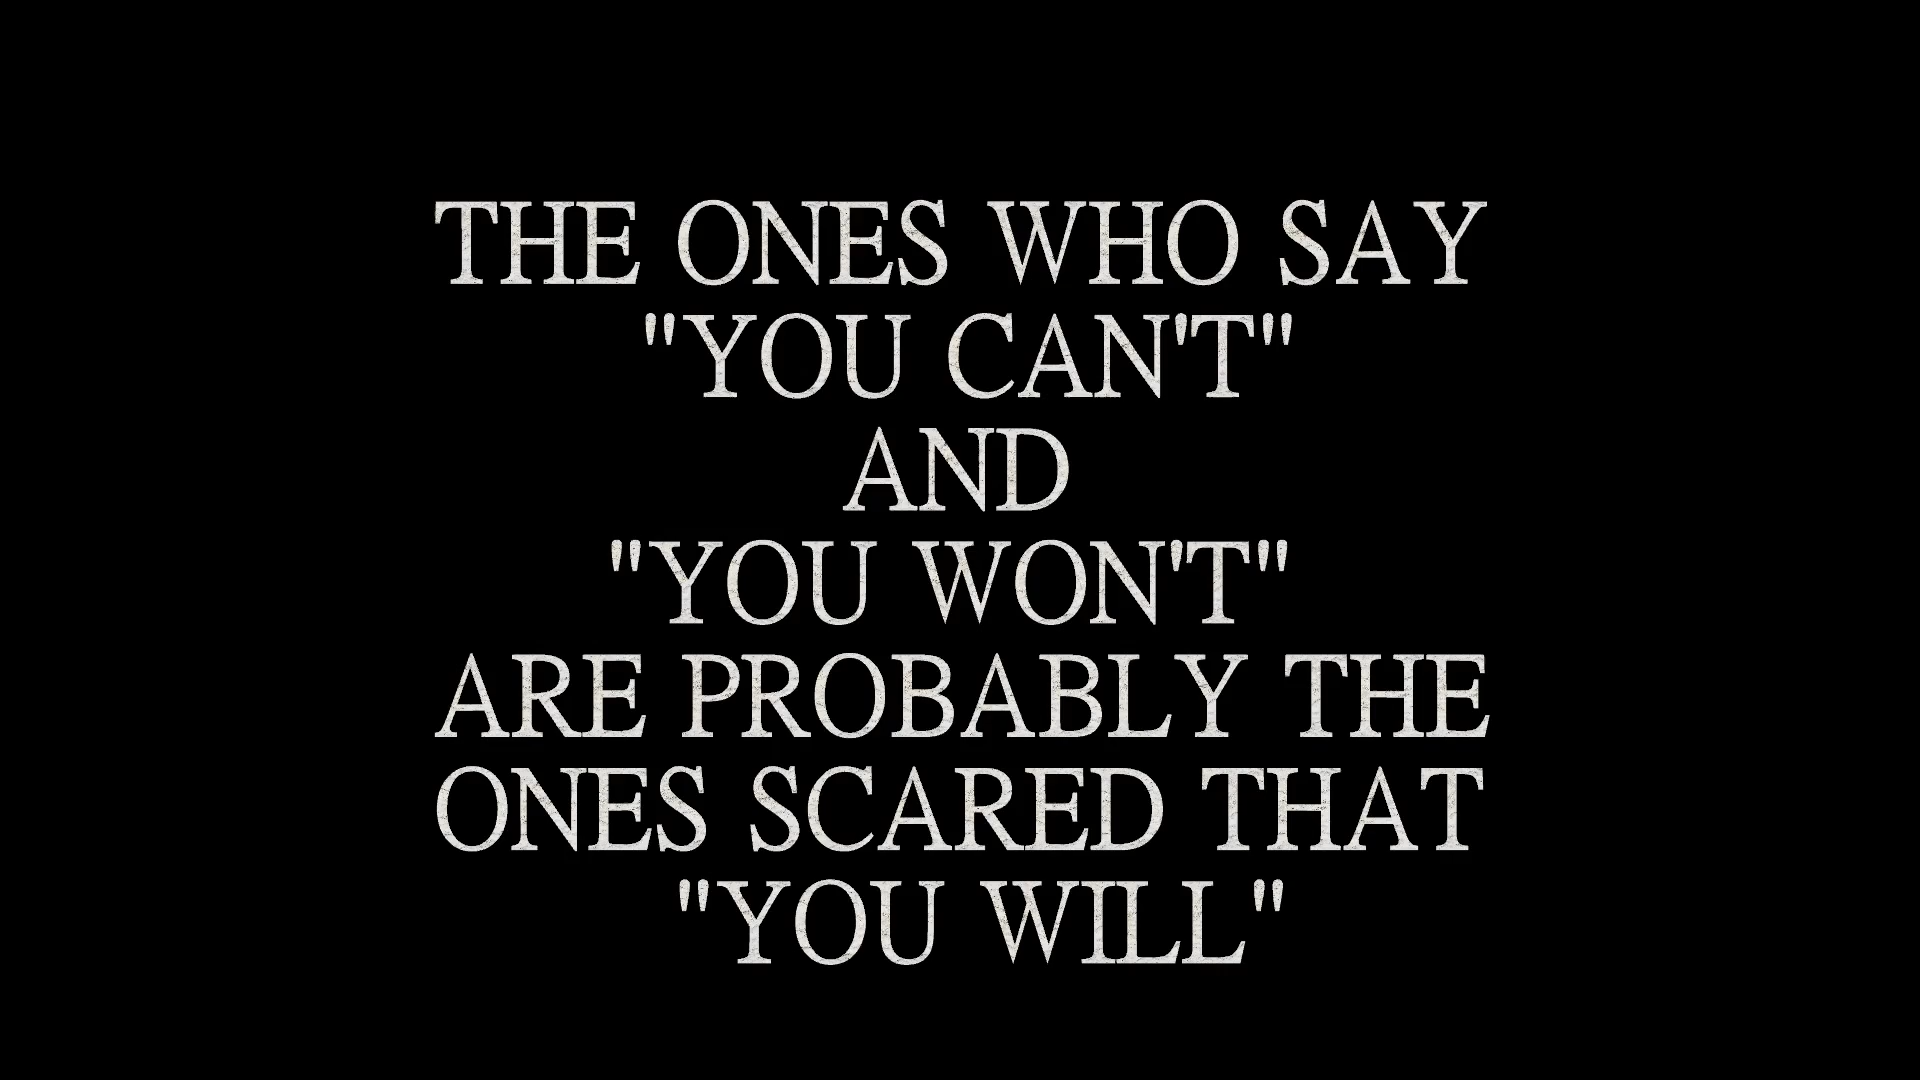 THE ONES WHO SAY
"YOU CAN'T"
AND
"YOU WON'T"
ARE PROBABLY THE
ONES SCARED THAT
"YOU WILL"